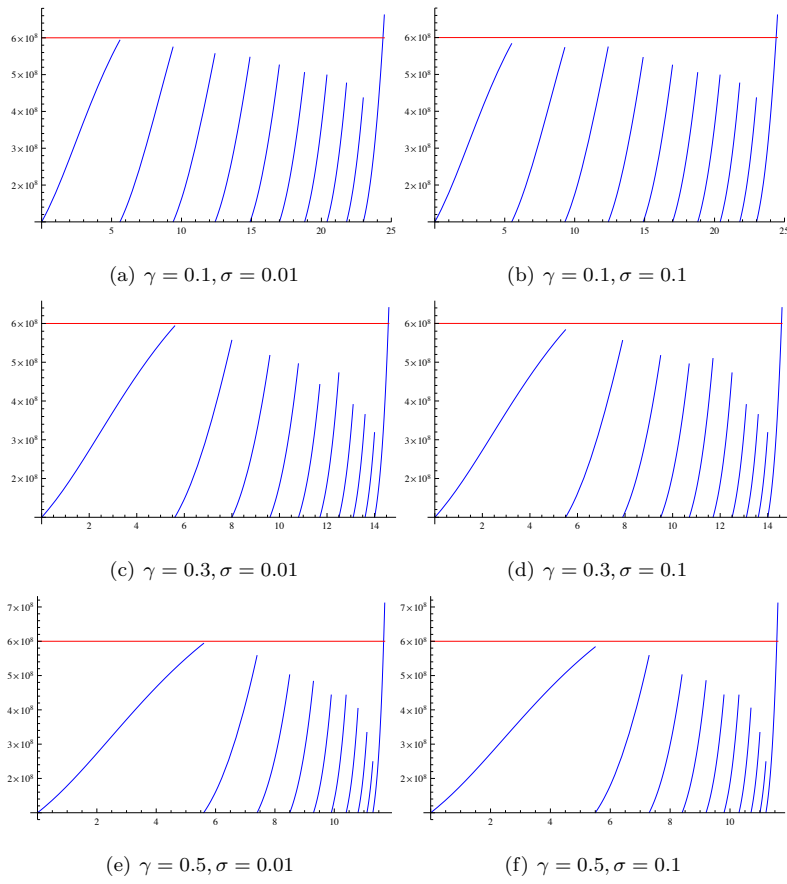 6×10⁸
5×10⁸
4×10⁸
3×10⁸
2×10⁸
5 10 15 20 25
(a) γ = 0.1, σ = 0.01
6×10⁸
5×10⁸
4×10⁸
3×10⁸
2×10⁸
5 10 15 20 25
(b) γ = 0.1, σ = 0.1
6×10⁸
5×10⁸
4×10⁸
3×10⁸
2×10⁸
2 4 6 8 10 12 14
(c) γ = 0.3, σ = 0.01
6×10⁸
5×10⁸
4×10⁸
3×10⁸
2×10⁸
2 4 6 8 10 12 14
(d) γ = 0.3, σ = 0.1
7×10⁸
6×10⁸
5×10⁸
4×10⁸
3×10⁸
2×10⁸
2 4 6 8 10
(e) γ = 0.5, σ = 0.01
7×10⁸
6×10⁸
5×10⁸
4×10⁸
3×10⁸
2×10⁸
2 4 6 8 10
(f) γ = 0.5, σ = 0.1